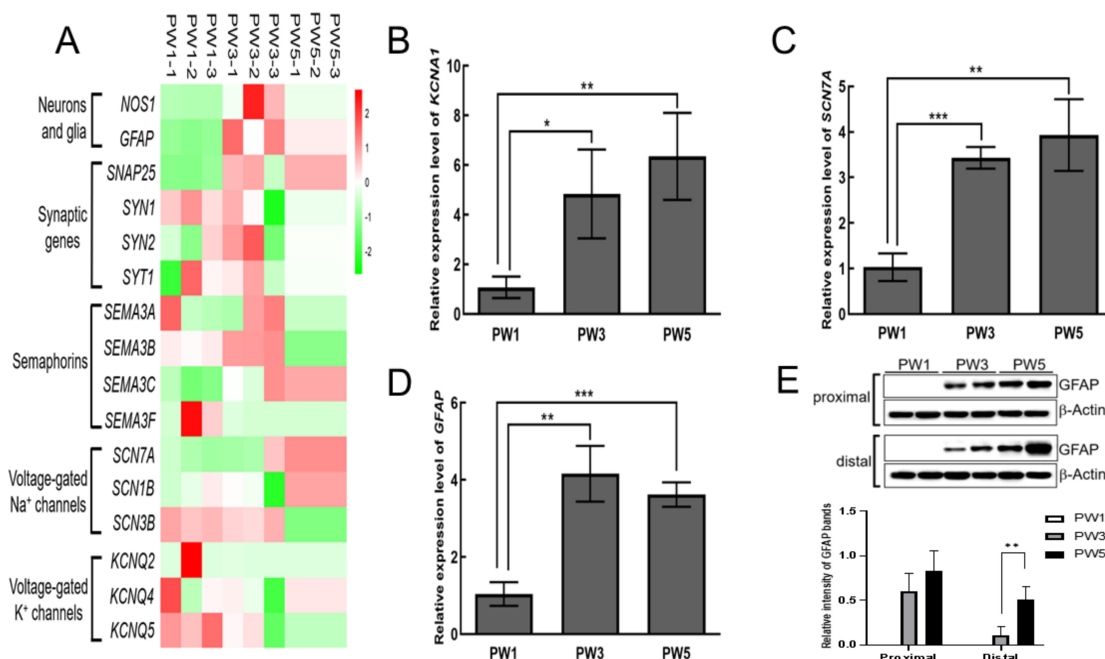 A
PW1-1
PW1-2
PW1-3
PW3-1
PW3-2
PW3-3
PW5-1
PW5-2
PW5-3
Neurons
and glia
NOS1
GFAP
Synaptic
genes
SNAP25
SYN1
SYN2
SYT1
Semaphorins
SEMA3A
SEMA3B
SEMA3C
SEMA3F
Voltage-gated
Na⁺ channels
SCN7A
SCN1B
SCN3B
Voltage-gated
K⁺ channels
KCNQ2
KCNQ4
KCNQ5
2
1
0
-1
-2
B
Relative expression level of KCNA1
10
8
6
4
2
0
*
**
PW1
PW3
PW5
C
Relative expression level of SCN7A
5
4
3
2
1
0
***
**
PW1
PW3
PW5
D
Relative expression level of GFAP
6
4
2
0
**
***
PW1
PW3
PW5
E
PW1
PW3
PW5
proximal
GFAP
β-Actin
distal
GFAP
β-Actin
Relative intensity of GFAP bands
1.5
1.0
0.5
0.0
**
PW1
PW3
PW5
Proximal
Distal